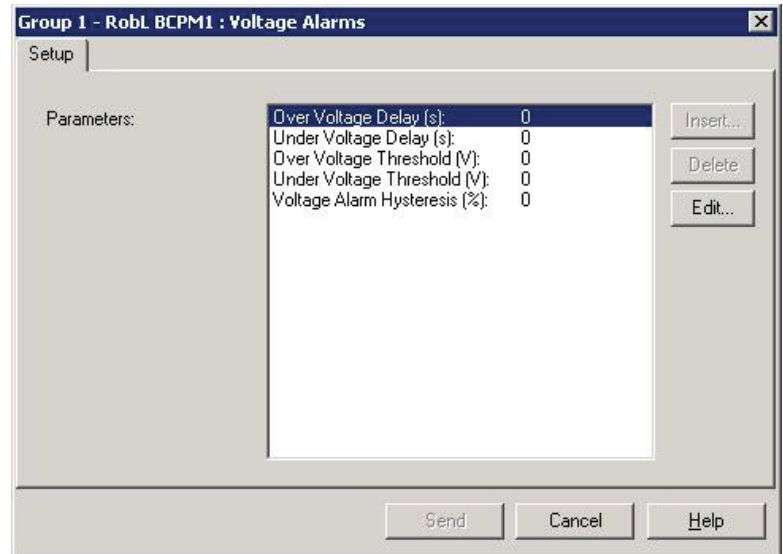 Group 1 - RobL BCPM1 : Voltage Alarms
Setup
Parameters:
Over Voltage Delay (s): 0
Under Voltage Delay (s): 0
Over Voltage Threshold (V): 0
Under Voltage Threshold (V): 0
Voltage Alarm Hysteresis (%): 0
Insert...
Delete
Edit...
Send Cancel Help